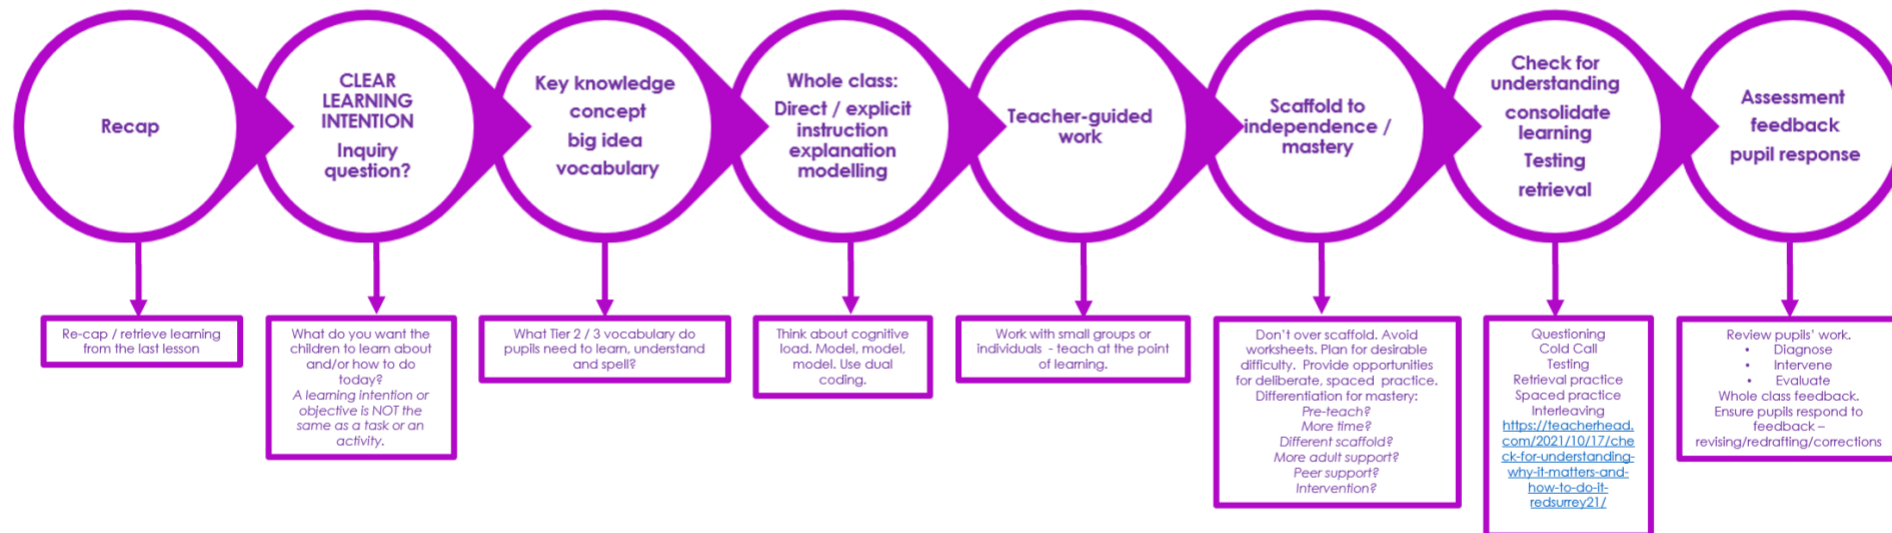 Recap
CLEAR
LEARNING
INTENTION
Inquiry
question?
Key knowledge
concept
big idea
vocabulary
Whole class:
Direct / explicit
instruction
explanation
modelling
Teacher-guided
work
Scaffold to
independence /
mastery
Check for
understanding
consolidate
learning
Testing
retrieval
Assessment
feedback
pupil response
Re-cap / retrieve learning
from the last lesson
What do you want the
children to learn about
and/or how to do
today?
A learning intention or
objective is NOT the
same as a task or an
activity.
What Tier 2 / 3 vocabulary do
pupils need to learn, understand
and spell?
Think about cognitive
load. Model, model,
model. Use dual
coding.
Work with small groups or
individuals - teach at the point
of learning.
Don't over scaffold. Avoid
worksheets. Plan for desirable
difficulty. Provide opportunities
for deliberate, spaced practice.
Differentiation for mastery:
Pre-teach?
More time?
Different scaffold?
More adult support?
Peer support?
Intervention?
Questioning
Cold Call
Testing
Retrieval practice
Spaced practice
Interleaving
https://teacherhead.
com/2021/10/17/che
ck-for-understanding-
why-it-matters-and-
how-to-do-it-
redsurrey21/
Review pupils' work.
• Diagnose
• Intervene
• Evaluate
Whole class feedback.
Ensure pupils respond to
feedback –
revising/redrafting/corrections